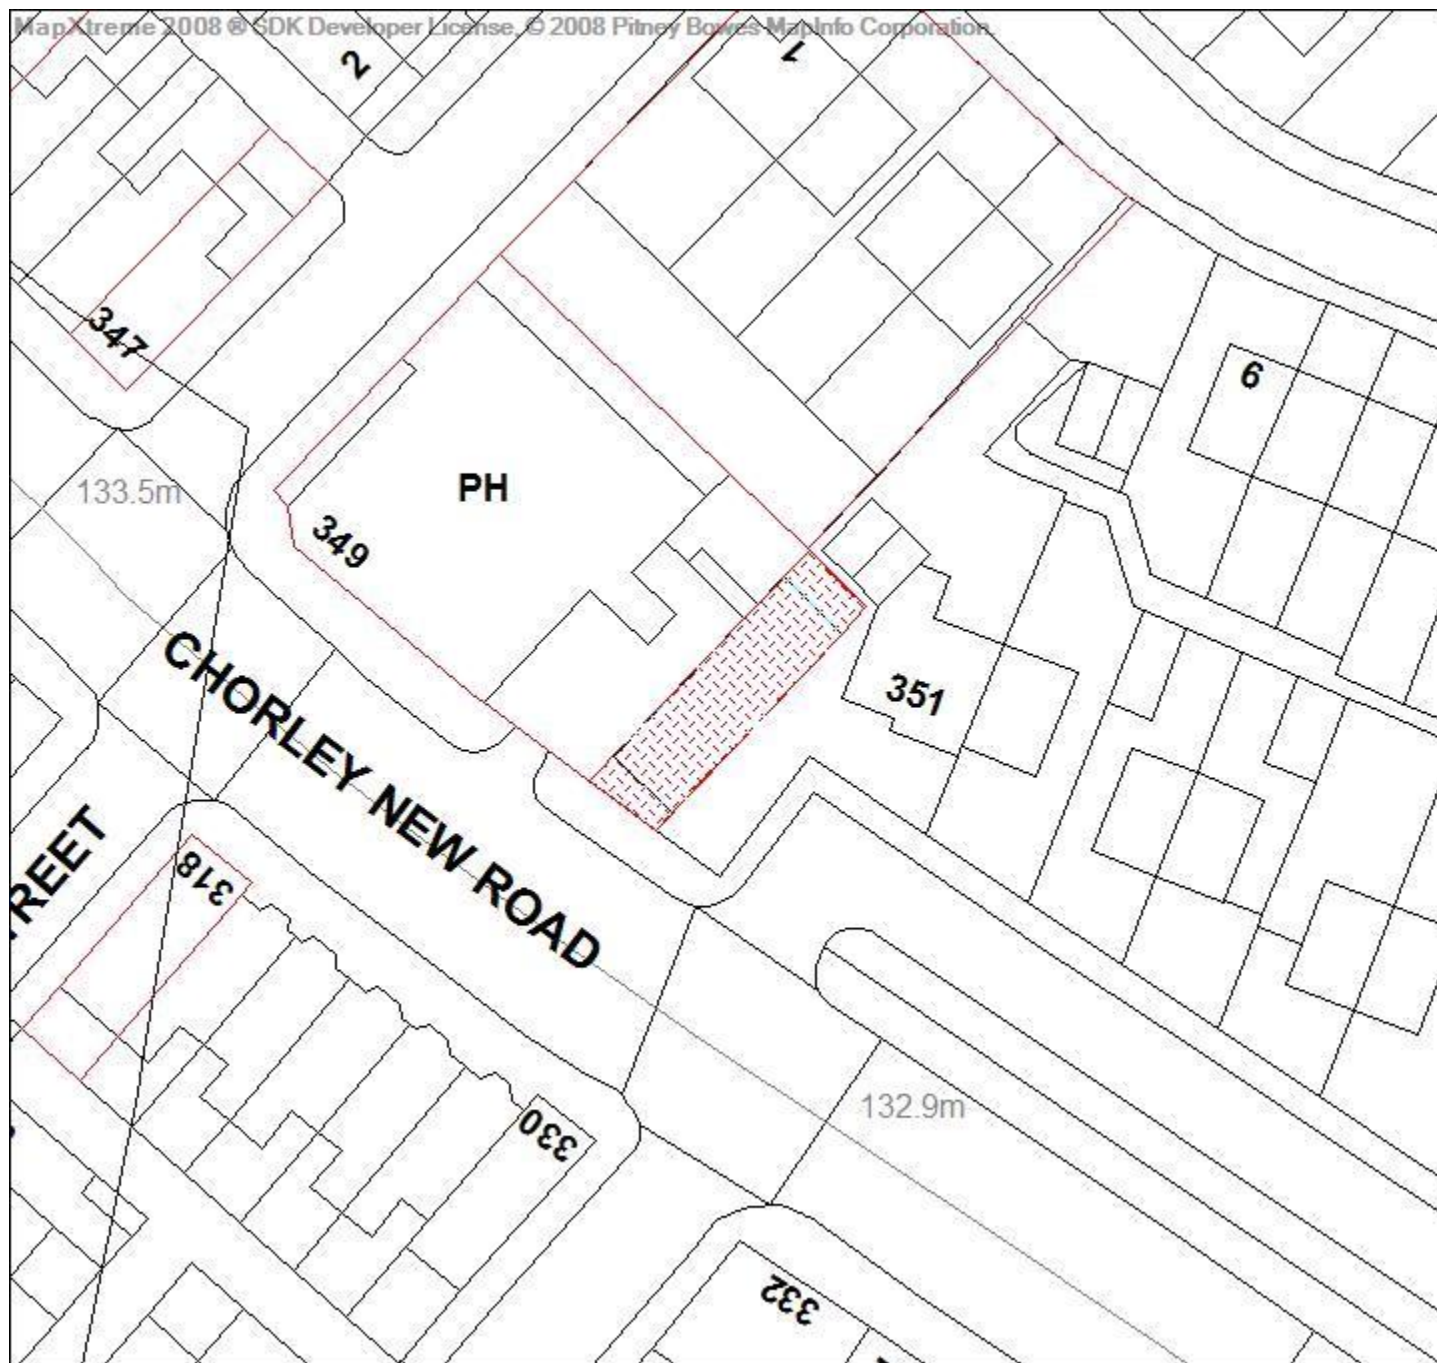 MapXtreme 2008 ® SDK Developer License, © 2008 Pitney Bowes MapInfo Corporation.
2
1
347
6
133.5m
PH
349
351
CHORLEY NEW ROAD
318
132.9m
330
332